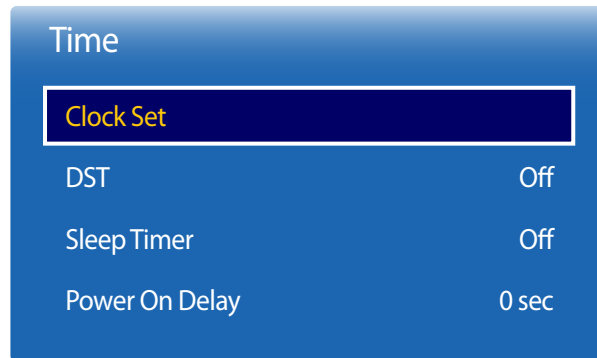 Time
Clock Set
DST Off
Sleep Timer Off
Power On Delay 0 sec